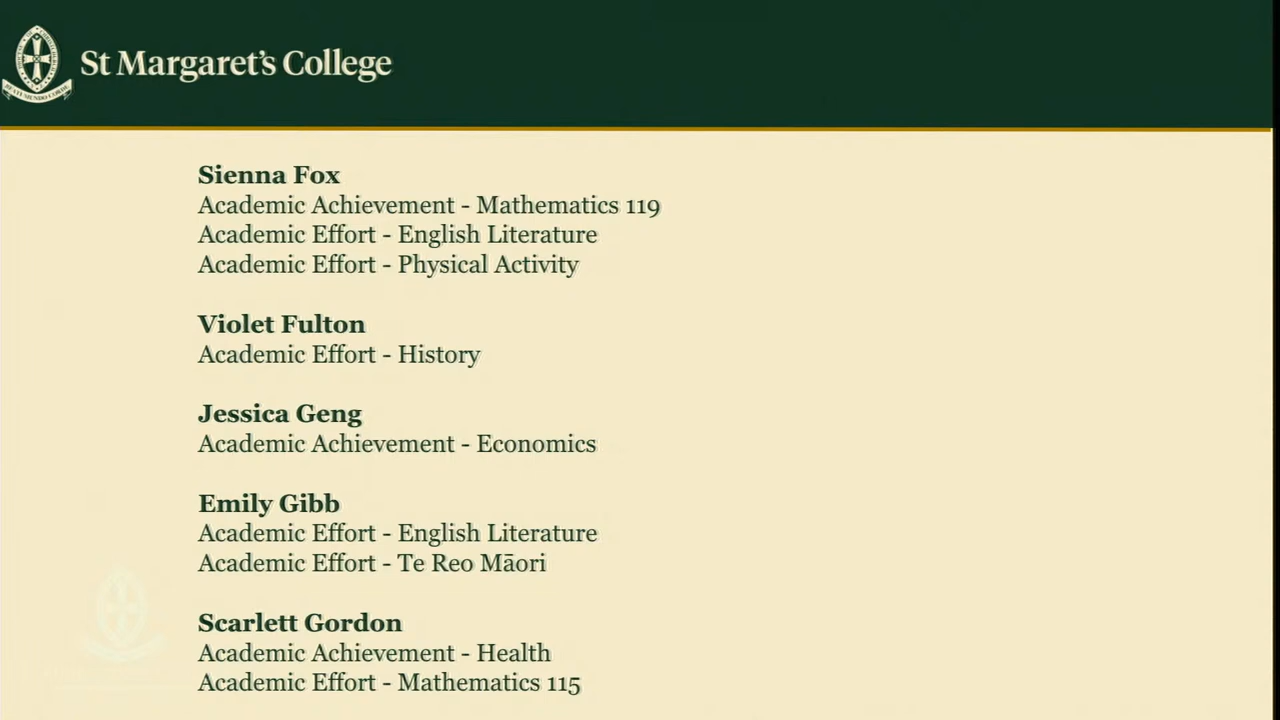 St Margaret's College
Sienna Fox
Academic Achievement - Mathematics 119
Academic Effort - English Literature
Academic Effort - Physical Activity
Violet Fulton
Academic Effort - History
Jessica Geng
Academic Achievement - Economics
Emily Gibb
Academic Effort - English Literature
Academic Effort - Te Reo Māori
Scarlett Gordon
Academic Achievement - Health
Academic Effort - Mathematics 115